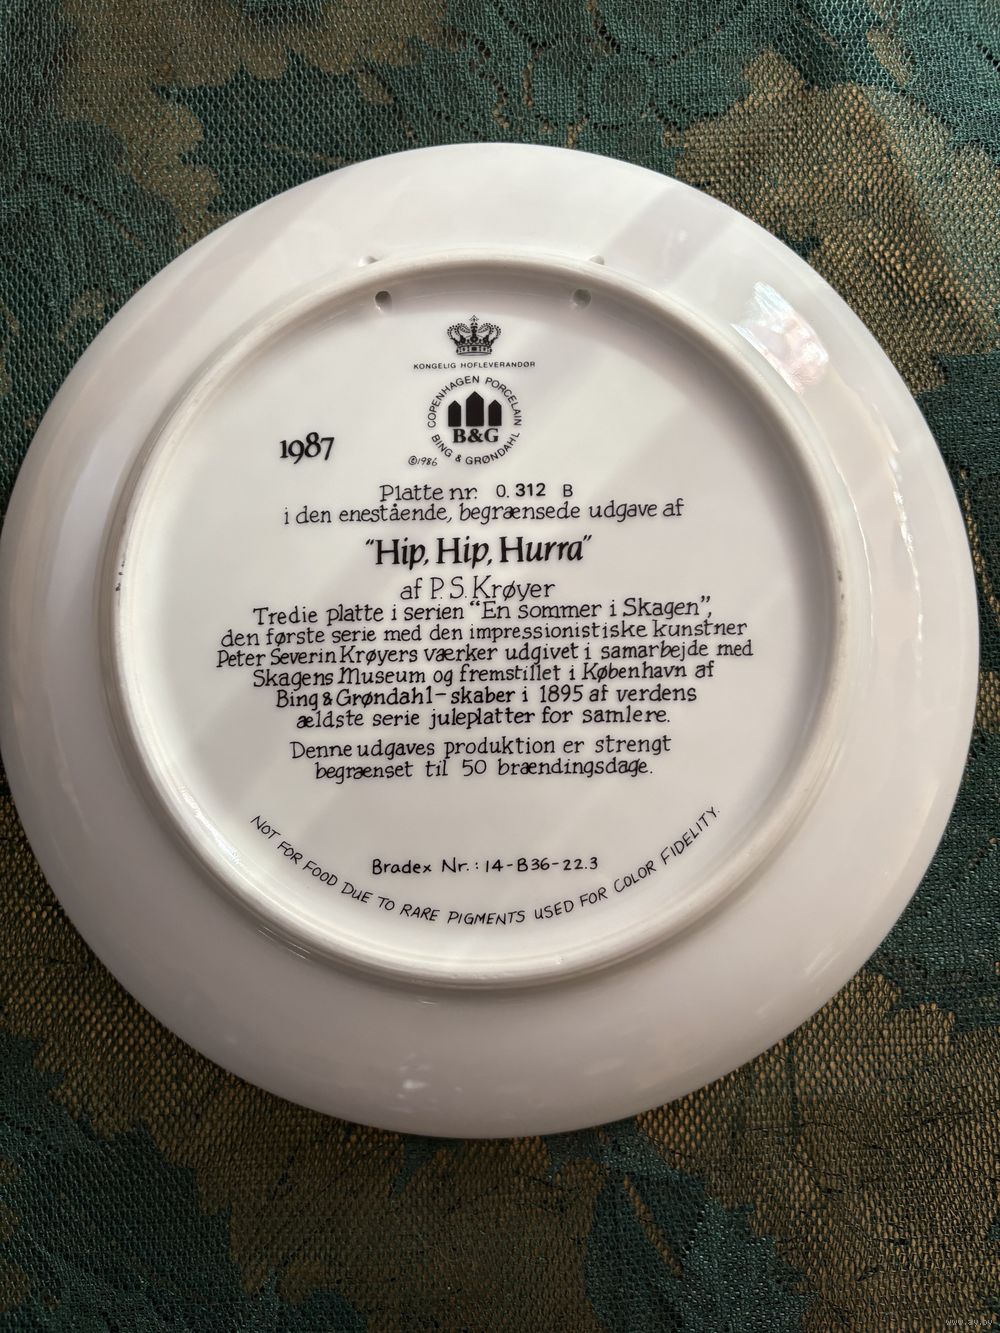 KONGELIG HOFLEVERANDØR
COPENHAGEN PORCELAIN
B&G
BING & GRØNDAHL
©1986
1987
Platte nr. 0.312 B
i den enestående, begrænsede udgave af
“Hip, Hip, Hurra”
af P. S. Krøyer
Tredie platte i serien “En sommer i Skagen”,
den første serie med den impressionistiske kunstner
Peter Severin Krøyers værker udgivet i samarbejde med
Skagens Museum og fremstillet i København af
Bing & Grøndahl – skaber i 1895 af verdens
ældste serie juleplatter for samlere.
Denne udgaves produktion er strengt
begrænset til 50 brændingsdage.
Bradex Nr.: 14-B36-22.3
NOT FOR FOOD DUE TO RARE PIGMENTS USED FOR COLOR FIDELITY.
www.ay.by